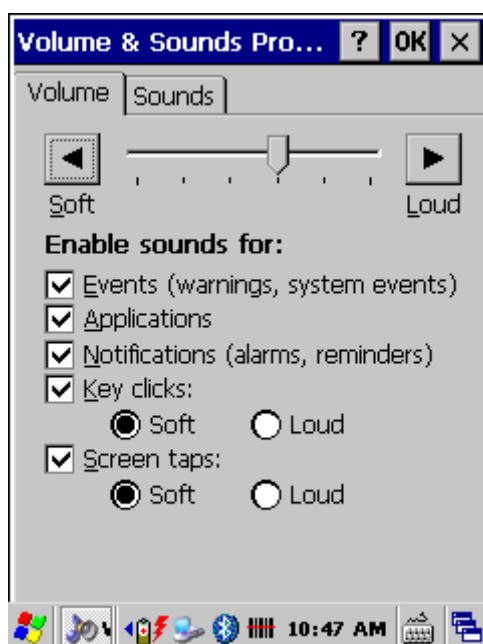 Volume & Sounds Pro... ? OK ×
Volume Sounds
Soft Loud
Enable sounds for:
Events (warnings, system events)
Applications
Notifications (alarms, reminders)
Key clicks:
Soft Loud
Screen taps:
Soft Loud
10:47 AM